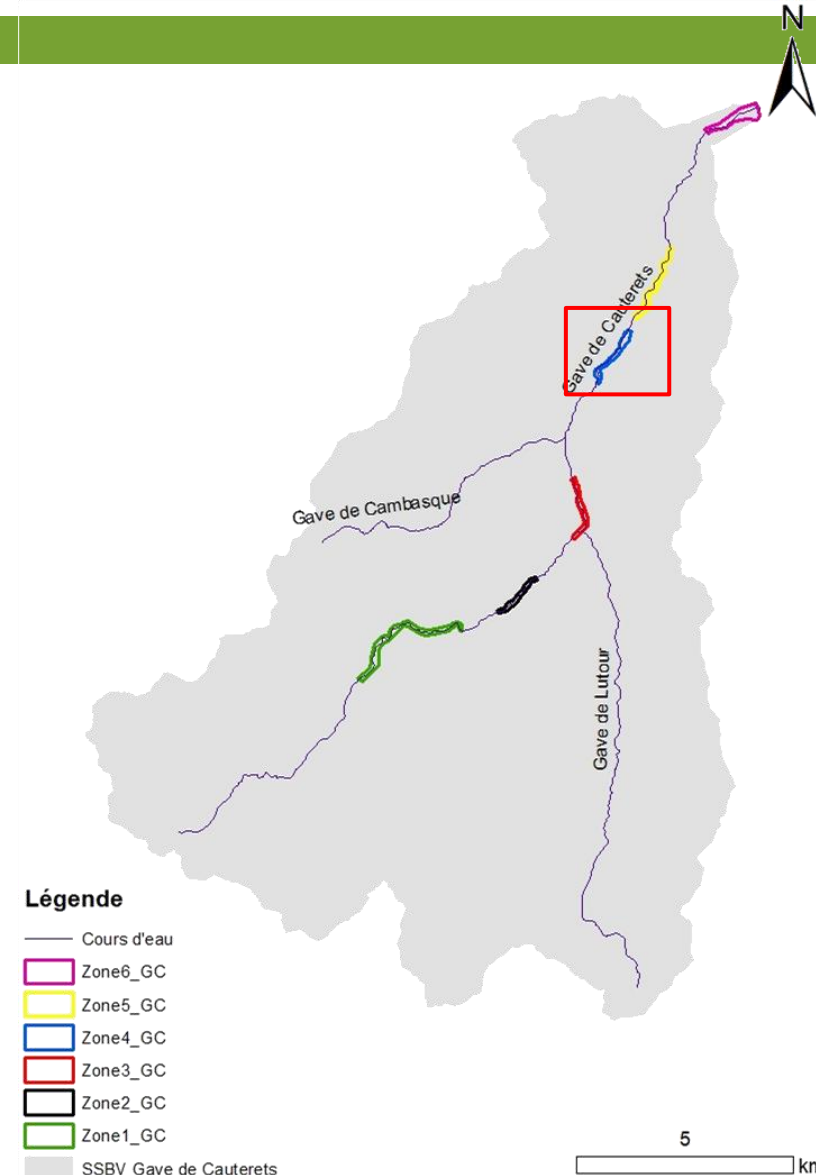 N
Gave de Cauterets
Gave de Cambasque
Gave de Lutour
Légende
Cours d'eau
Zone6_GC
Zone5_GC
Zone4_GC
Zone3_GC
Zone2_GC
Zone1_GC
SSBV Gave de Cauterets
5
km